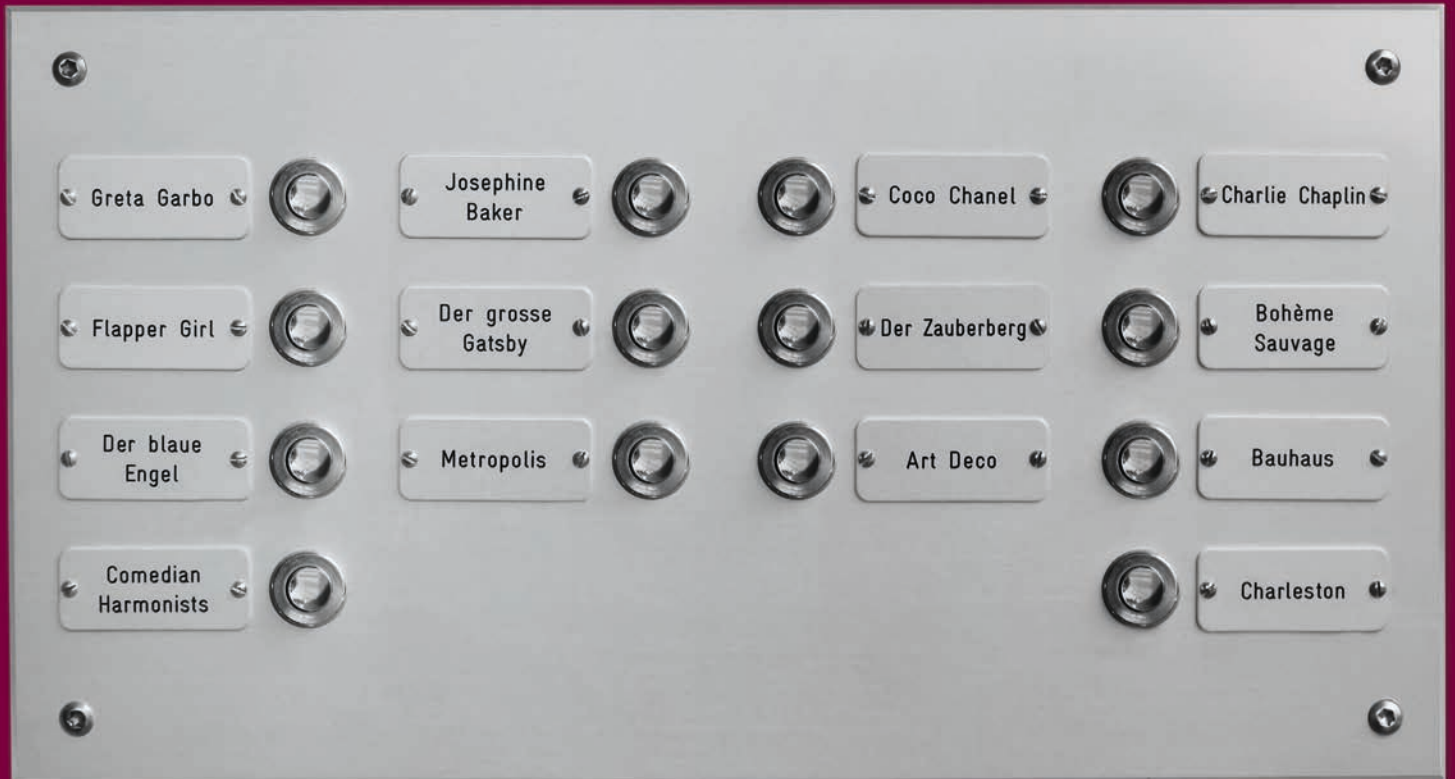 Greta Garbo
Josephine
Baker
Coco Chanel
Charlie Chaplin
Flapper Girl
Der grosse
Gatsby
Der Zauberberg
Bohème
Sauvage
Der blaue
Engel
Metropolis
Art Deco
Bauhaus
Comedian
Harmonists
Charleston